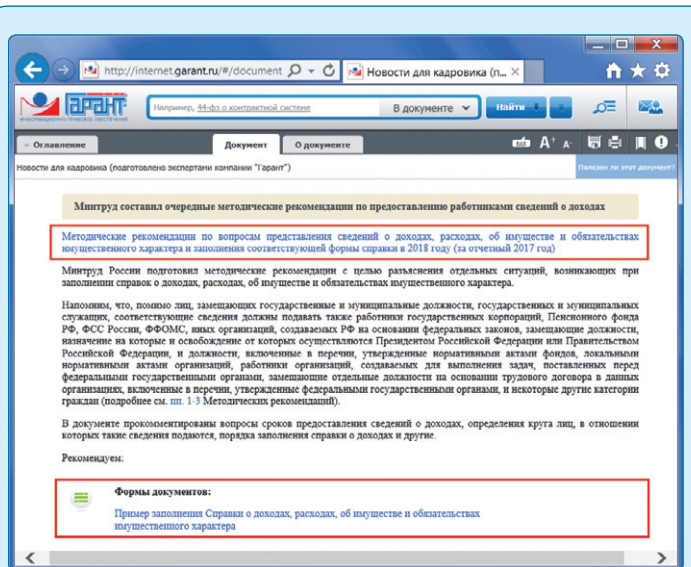 http://internet.garant.ru/#/document
Новости для кадровика (п...
X
ГАРАНТ
ИНФОРМАЦИОННО-ПРАВОВОЕ ОБЕСПЕЧЕНИЕ
Например, 44-фз о контрактной системе
В документе
Найти
Оглавление
Документ
О документе
A+ A-
Новости для кадровика (подготовлено экспертами компании "Гарант")
Полезен ли этот документ?
Минтруд составил очередные методические рекомендации по предоставлению работниками сведений о доходах
Методические рекомендации по вопросам представления сведений о доходах, расходах, об имуществе и обязательствах
имущественного характера и заполнения соответствующей формы справки в 2018 году (за отчетный 2017 год)
Минтруд России подготовил методические рекомендации с целью разъяснения отдельных ситуаций, возникающих при
заполнении справок о доходах, расходах, об имуществе и обязательствах имущественного характера.
Напомним, что, помимо лиц, замещающих государственные и муниципальные должности, государственных и муниципальных
служащих, соответствующие сведения должны подавать также работники государственных корпораций, Пенсионного фонда
РФ, ФСС России, ФФОМС, иных организаций, создаваемых РФ на основании федеральных законов, замещающие должности,
назначение на которые и освобождение от которых осуществляются Президентом Российской Федерации или Правительством
Российской Федерации, и должности, включенные в перечни, утвержденные нормативными актами фондов, локальными
нормативными актами организаций, работники организаций, создаваемых для выполнения задач, поставленных перед
федеральными государственными органами, замещающие отдельные должности на основании трудового договора в данных
организациях, включенные в перечни, утвержденные федеральными государственными органами, и некоторые другие категории
граждан (подробнее см. пп. 1-3 Методических рекомендаций).
В документе прокомментированы вопросы сроков предоставления сведений о доходах, определения круга лиц, в отношении
которых такие сведения подаются, порядка заполнения справки о доходах и другие.
Рекомендуем:
Формы документов:
Пример заполнения Справки о доходах, расходах, об имуществе и обязательствах
имущественного характера